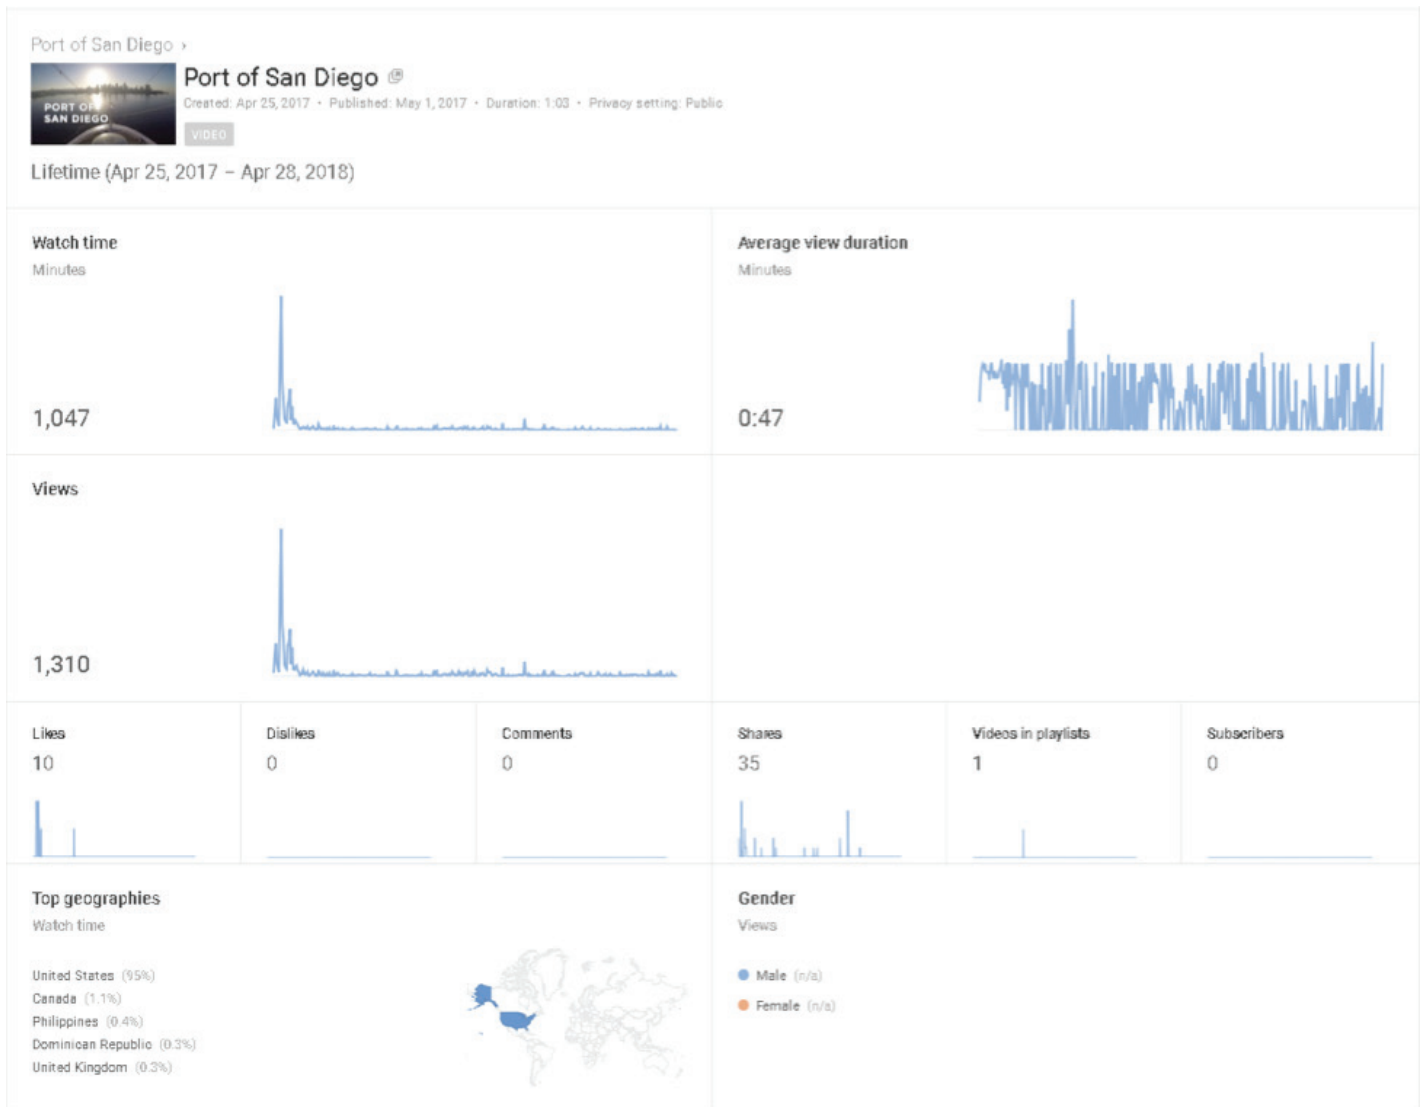 Port of San Diego ›
PORT OF
SAN DIEGO
Port of San Diego
Created: Apr 25, 2017 • Published: May 1, 2017 • Duration: 1:03 • Privacy setting: Public
VIDEO
Lifetime (Apr 25, 2017 – Apr 28, 2018)
Watch time
Minutes
1,047
Average view duration
Minutes
0:47
Views
1,310
Likes
10
Dislikes
0
Comments
0
Shares
35
Videos in playlists
1
Subscribers
0
Top geographies
Watch time
United States (95%)
Canada (1.1%)
Philippines (0.4%)
Dominican Republic (0.3%)
United Kingdom (0.3%)
Gender
Views
Male (n/a)
Female (n/a)